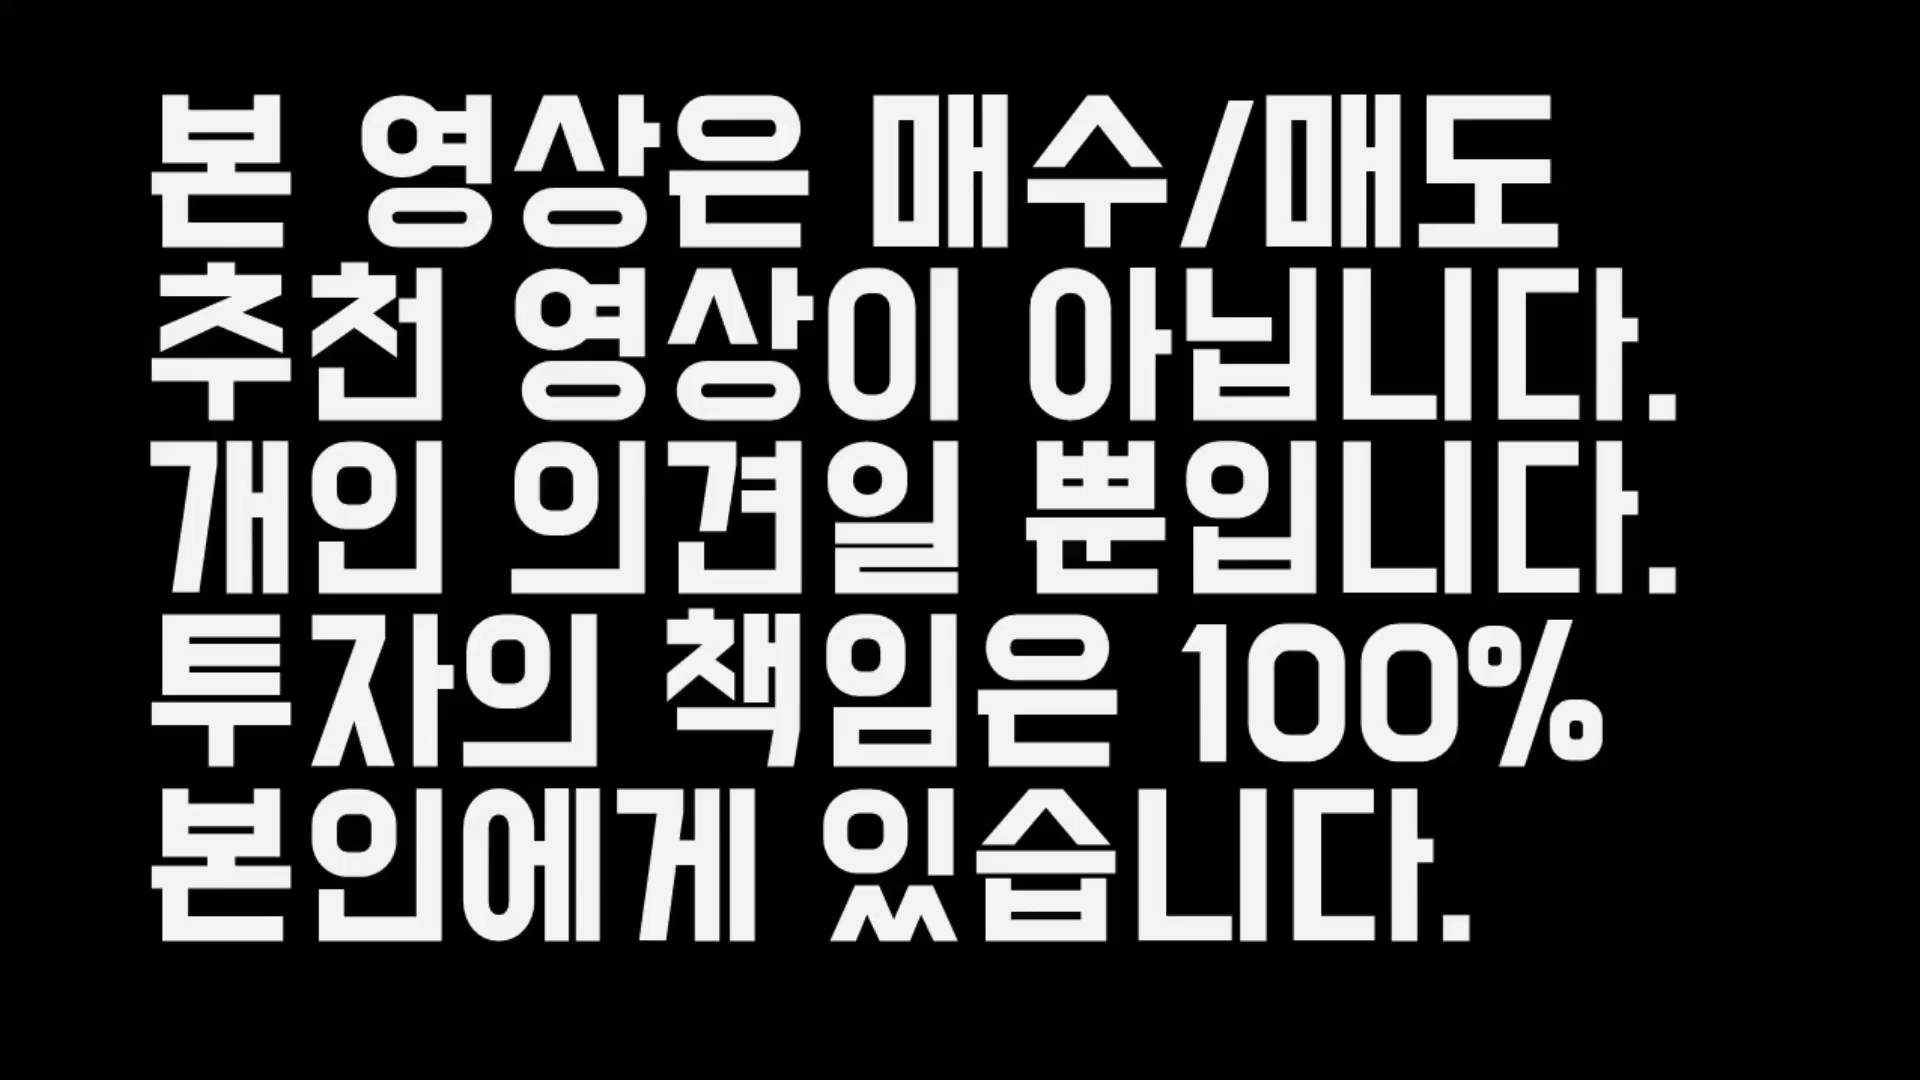 본 영상은 매수/매도
추천 영상이 아닙니다.
개인 의견일 뿐입니다.
투자의 책임은 100%
본인에게 있습니다.